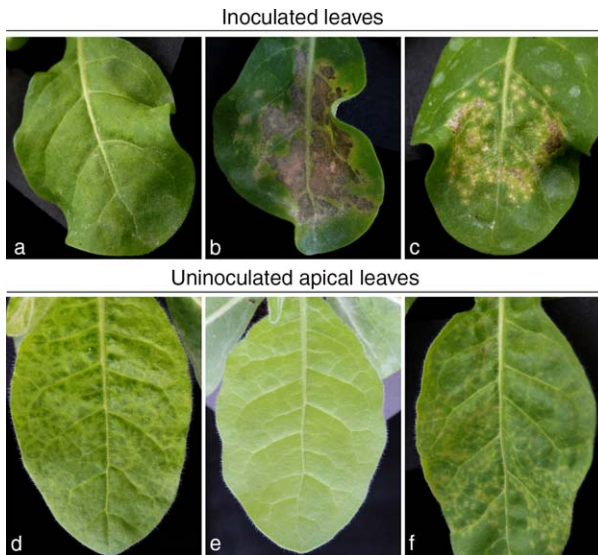 Inoculated leaves
a b c
Uninoculated apical leaves
d e f